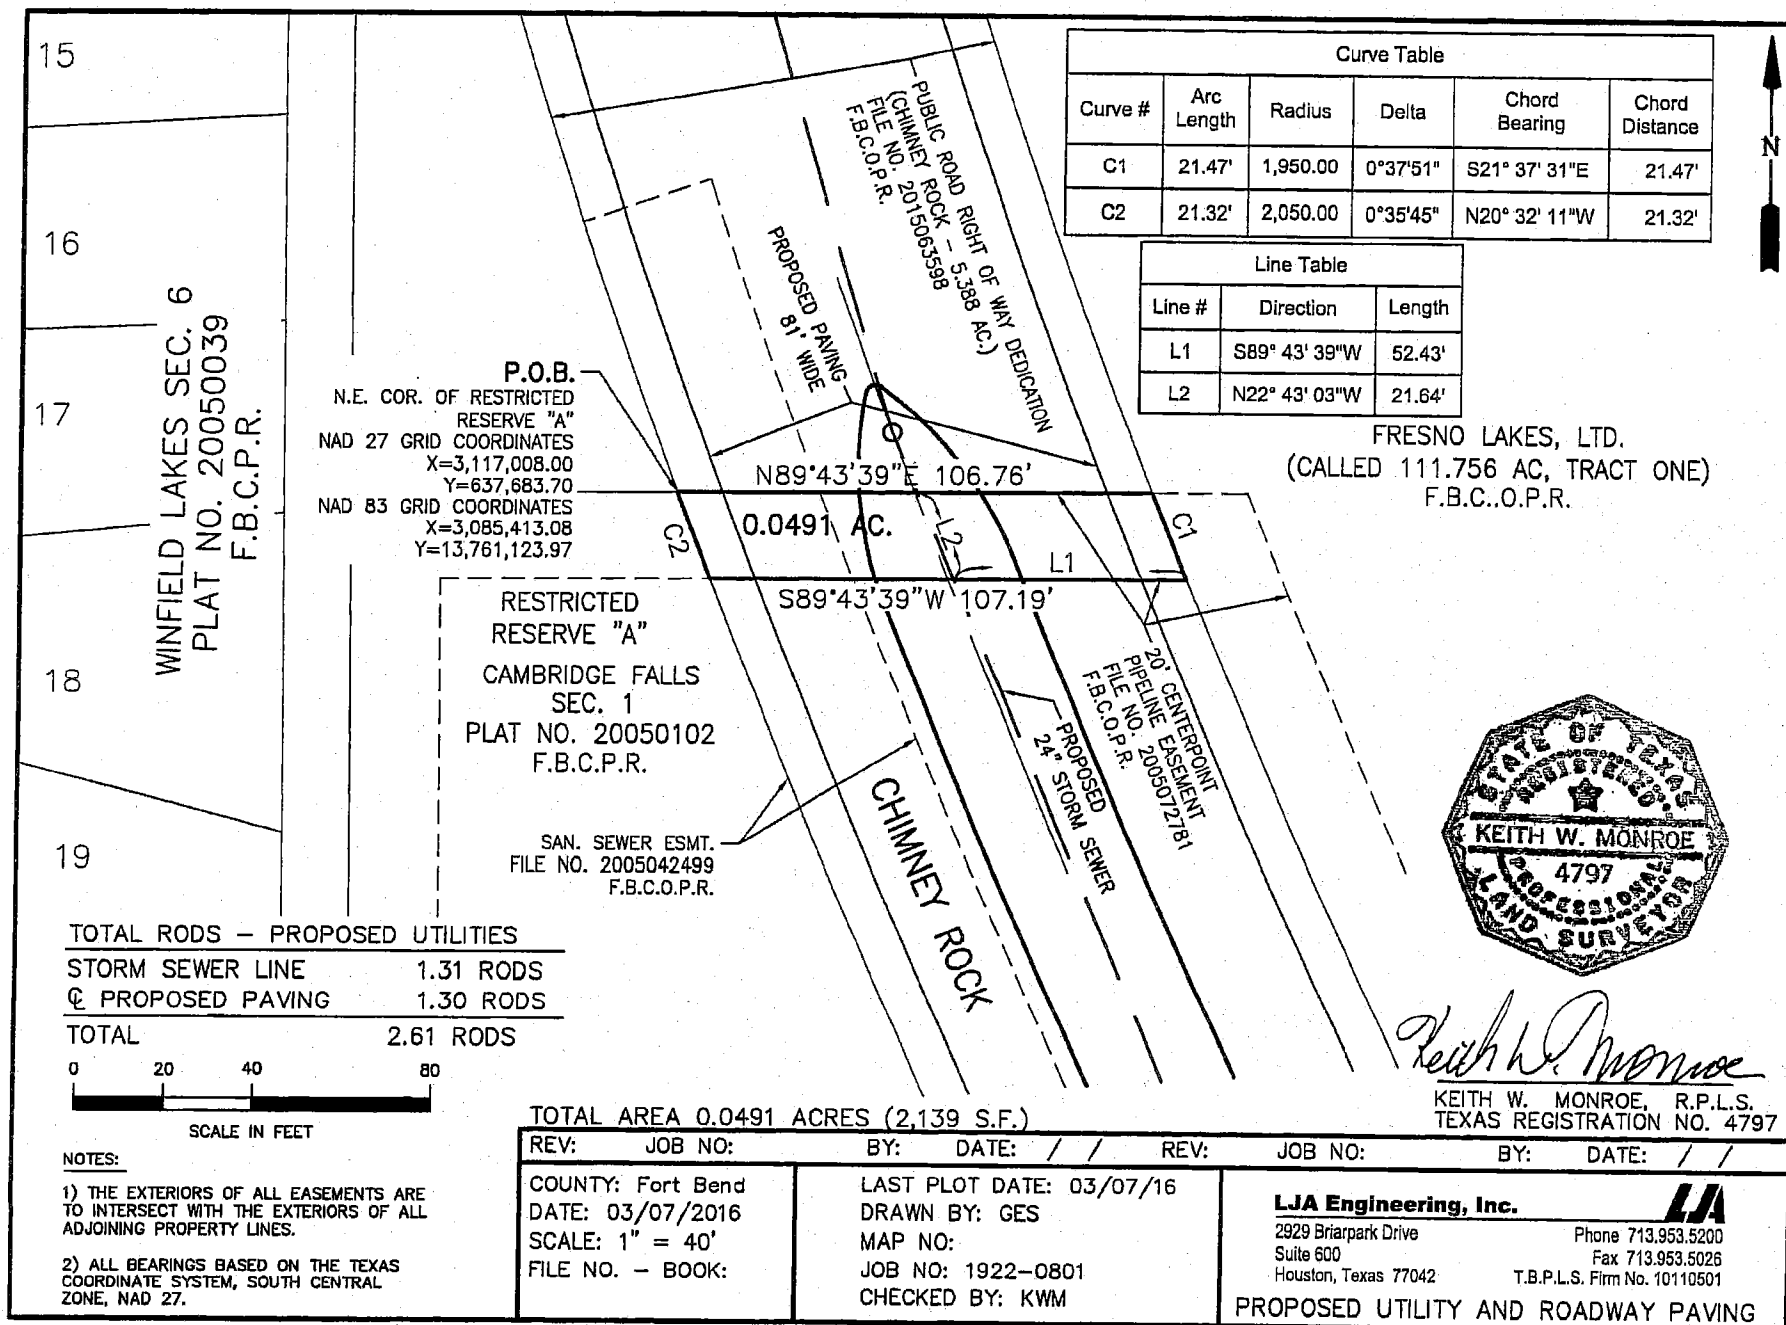 15
16
17
18
19
WINFIELD LAKES SEC. 6
PLAT NO. 20050039
F.B.C.P.R.
P.O.B.
N.E. COR. OF RESTRICTED
RESERVE "A"
NAD 27 GRID COORDINATES
X=3,117,008.00
Y=637,683.70
NAD 83 GRID COORDINATES
X=3,085,413.08
Y=13,761,123.97
PUBLIC ROAD RIGHT OF WAY DEDICATION
(CHIMNEY ROCK - 5.388 AC.)
FILE NO. 2015063598
F.B.C.O.P.R.
PROPOSED PAVING
81' WIDE
Curve Table
Curve # Arc Length Radius Delta Chord Bearing Chord Distance
C1 21.47' 1,950.00 0°37'51" S21° 37' 31"E 21.47'
C2 21.32' 2,050.00 0°35'45" N20° 32' 11"W 21.32'
N
Line Table
Line # Direction Length
L1 S89° 43' 39"W 52.43'
L2 N22° 43' 03"W 21.64'
FRESNO LAKES, LTD.
(CALLED 111.756 AC, TRACT ONE)
F.B.C..O.P.R.
N89°43'39"E 106.76'
C2
0.0491 AC.
L2
L1
C1
S89°43'39"W 107.19'
RESTRICTED
RESERVE "A"
CAMBRIDGE FALLS
SEC. 1
PLAT NO. 20050102
F.B.C.P.R.
20' CENTERPOINT
PIPELINE EASEMENT
FILE NO. 2005072781
F.B.C.O.P.R.
PROPOSED
24" STORM SEWER
CHIMNEY ROCK
SAN. SEWER ESMT.
FILE NO. 2005042499
F.B.C.O.P.R.
STATE OF TEXAS
REGISTERED
KEITH W. MONROE
4797
PROFESSIONAL
LAND SURVEYOR
Keith W. Monroe
KEITH W. MONROE, R.P.L.S.
TEXAS REGISTRATION NO. 4797
TOTAL RODS - PROPOSED UTILITIES
STORM SEWER LINE 1.31 RODS
℄ PROPOSED PAVING 1.30 RODS
TOTAL 2.61 RODS
0 20 40 80
SCALE IN FEET
NOTES:
1) THE EXTERIORS OF ALL EASEMENTS ARE
TO INTERSECT WITH THE EXTERIORS OF ALL
ADJOINING PROPERTY LINES.
2) ALL BEARINGS BASED ON THE TEXAS
COORDINATE SYSTEM, SOUTH CENTRAL
ZONE, NAD 27.
TOTAL AREA 0.0491 ACRES (2,139 S.F.)
REV: JOB NO: BY: DATE: / / REV: JOB NO: BY: DATE: / /
COUNTY: Fort Bend
DATE: 03/07/2016
SCALE: 1" = 40'
FILE NO. - BOOK:
LAST PLOT DATE: 03/07/16
DRAWN BY: GES
MAP NO:
JOB NO: 1922-0801
CHECKED BY: KWM
LJA Engineering, Inc. LJA
2929 Briarpark Drive Phone 713.953.5200
Suite 600 Fax 713.953.5026
Houston, Texas 77042 T.B.P.L.S. Firm No. 10110501
PROPOSED UTILITY AND ROADWAY PAVING